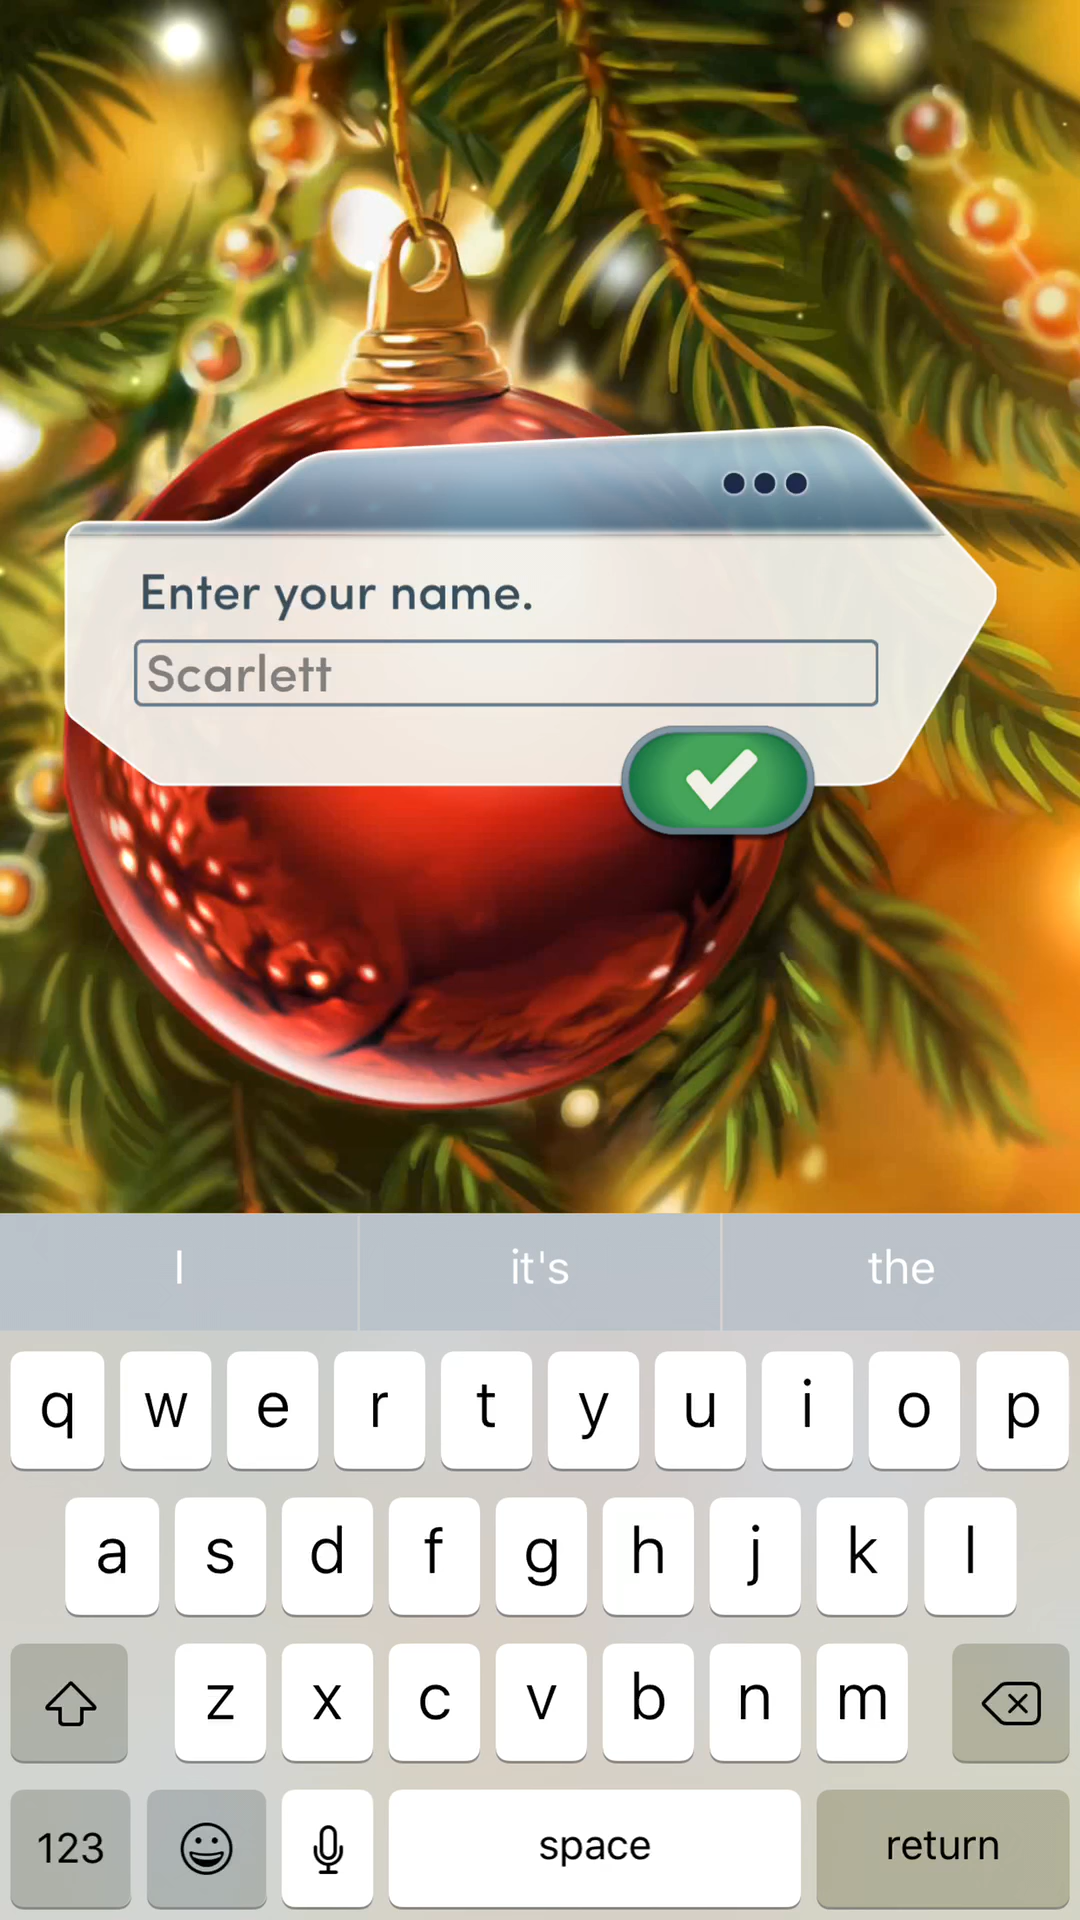 Enter your name.
Scarlett
I it's the
q w e r t y u i o p
a s d f g h j k l
z x c v b n m
123 space return